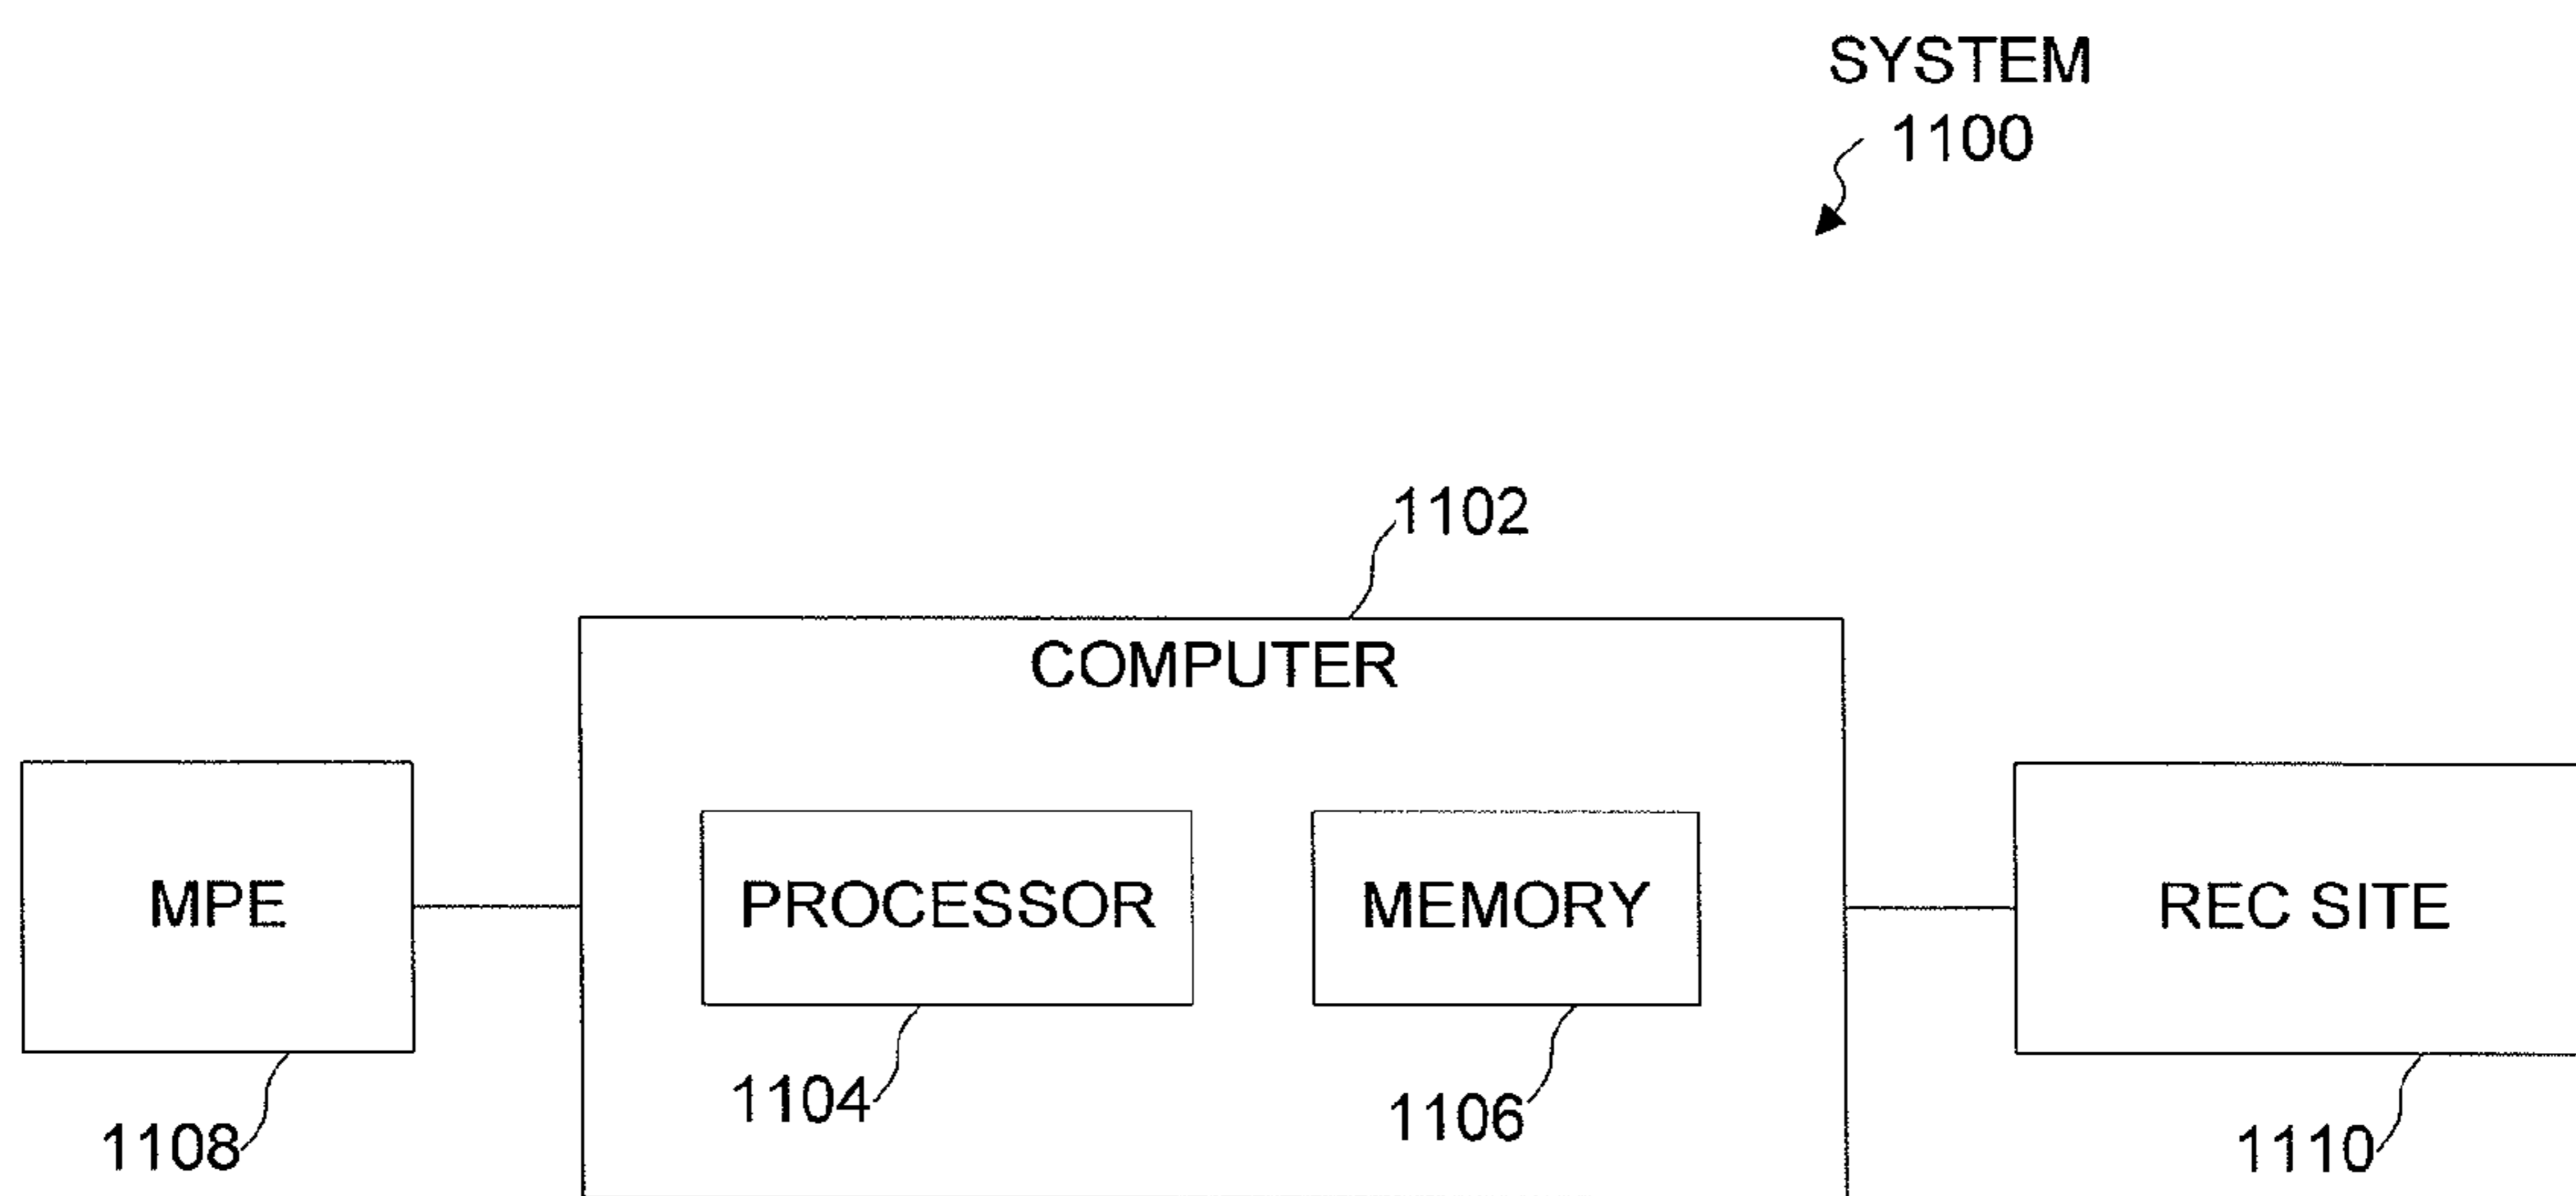 SYSTEM
1100
1102
COMPUTER
MPE
PROCESSOR
MEMORY
REC SITE
1104
1106
1108
1110